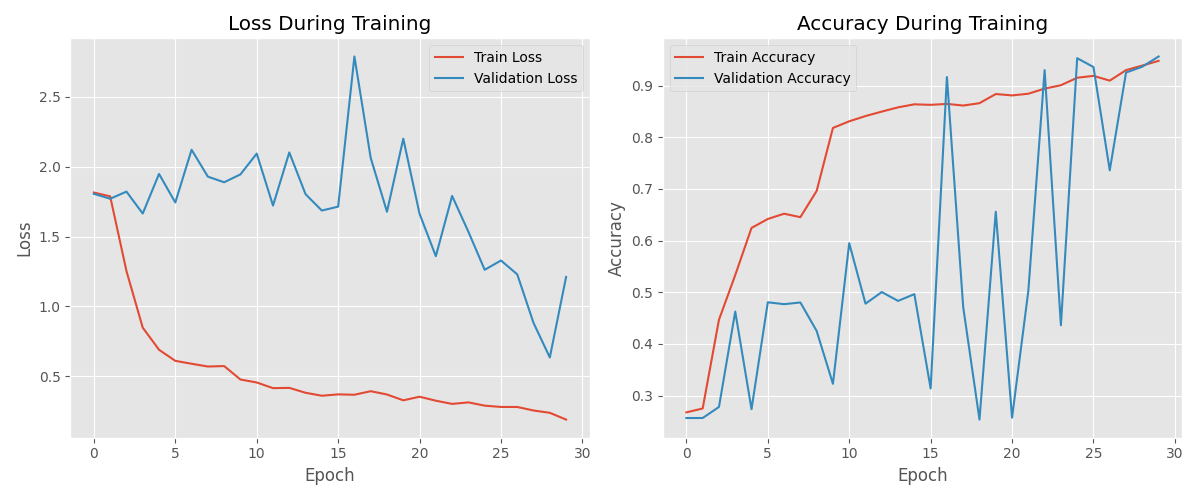 Loss During Training
Train Loss
Validation Loss
2.5
2.0
1.5
1.0
0.5
Loss
0
5
10
15
20
25
30
Epoch
Accuracy During Training
Train Accuracy
Validation Accuracy
0.9
0.8
0.7
0.6
0.5
0.4
0.3
Accuracy
0
5
10
15
20
25
30
Epoch